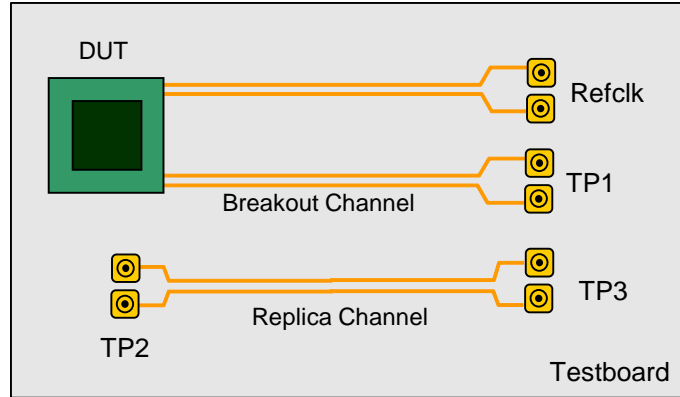 DUT
Refclk
TP1
Breakout Channel
TP3
Replica Channel
TP2
Testboard